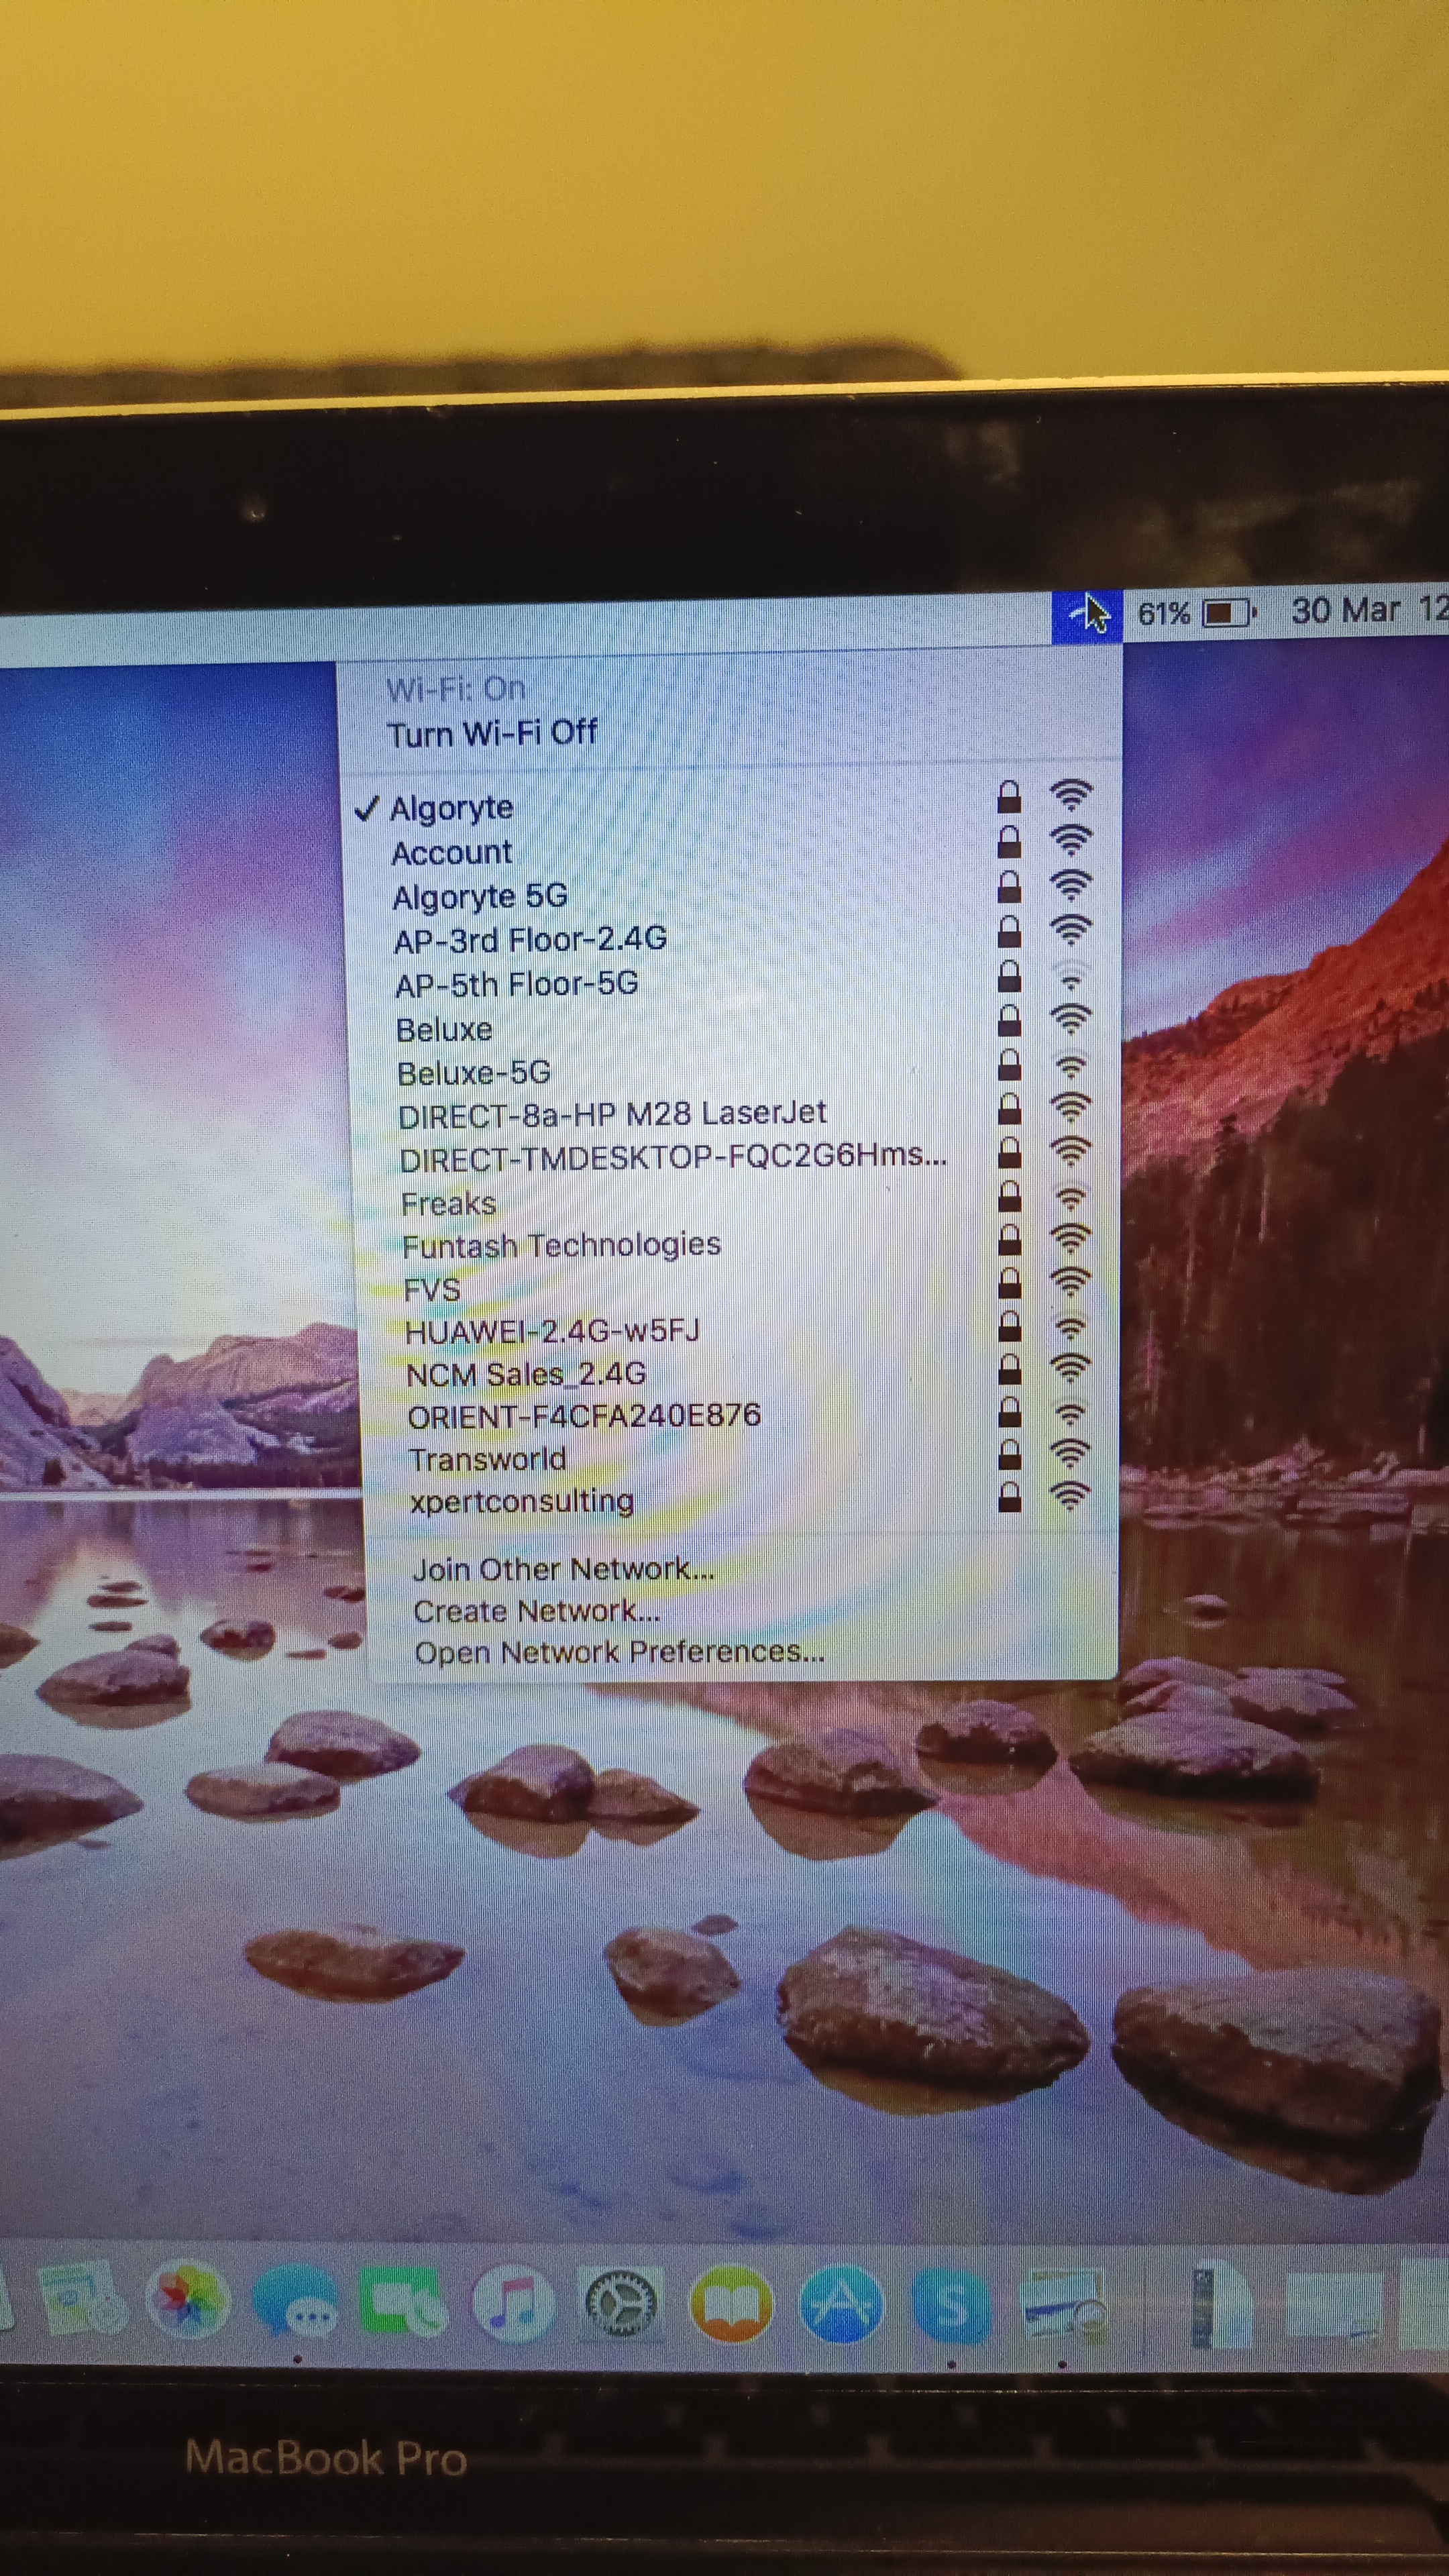 61% 30 Mar 12
Wi-Fi: On
Turn Wi-Fi Off
✓ Algoryte
Account
Algoryte 5G
AP-3rd Floor-2.4G
AP-5th Floor-5G
Beluxe
Beluxe-5G
DIRECT-8a-HP M28 LaserJet
DIRECT-TMDESKTOP-FQC2G6Hms...
Freaks
Funtash Technologies
FVS
HUAWEI-2.4G-w5FJ
NCM Sales_2.4G
ORIENT-F4CFA240E876
Transworld
xpertconsulting
Join Other Network...
Create Network...
Open Network Preferences...
S
MacBook Pro